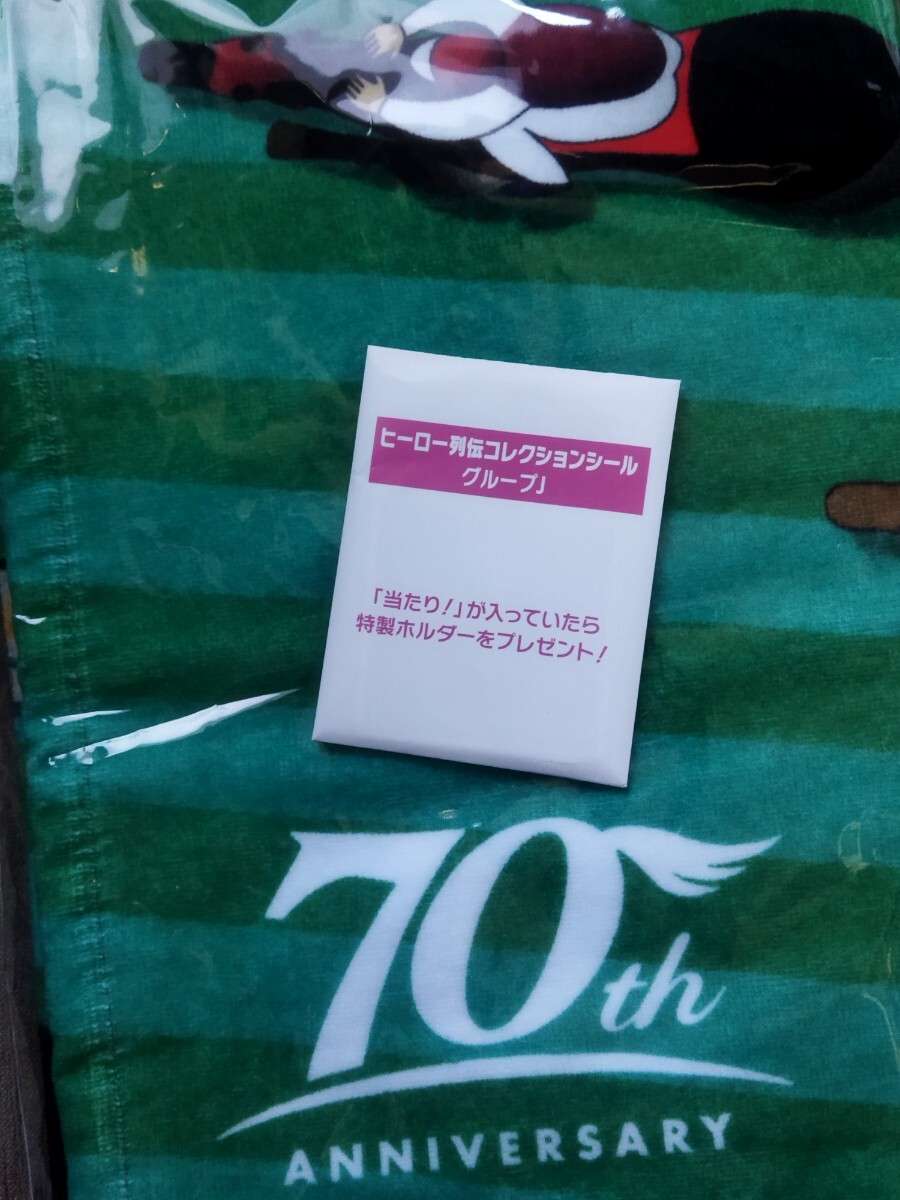 ヒーロー列伝コレクションシール
グループJ
「当たり!」が入っていたら
特製ホルダーをプレゼント!
70th
ANNIVERSARY